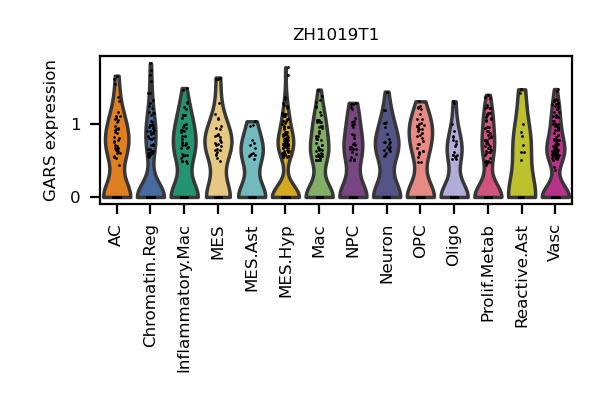 ZH1019T1
GARS expression
1
0
AC
Chromatin.Reg
Inflammatory.Mac
MES
MES.Ast
MES.Hyp
Mac
NPC
Neuron
OPC
Oligo
Prolif.Metab
Reactive.Ast
Vasc